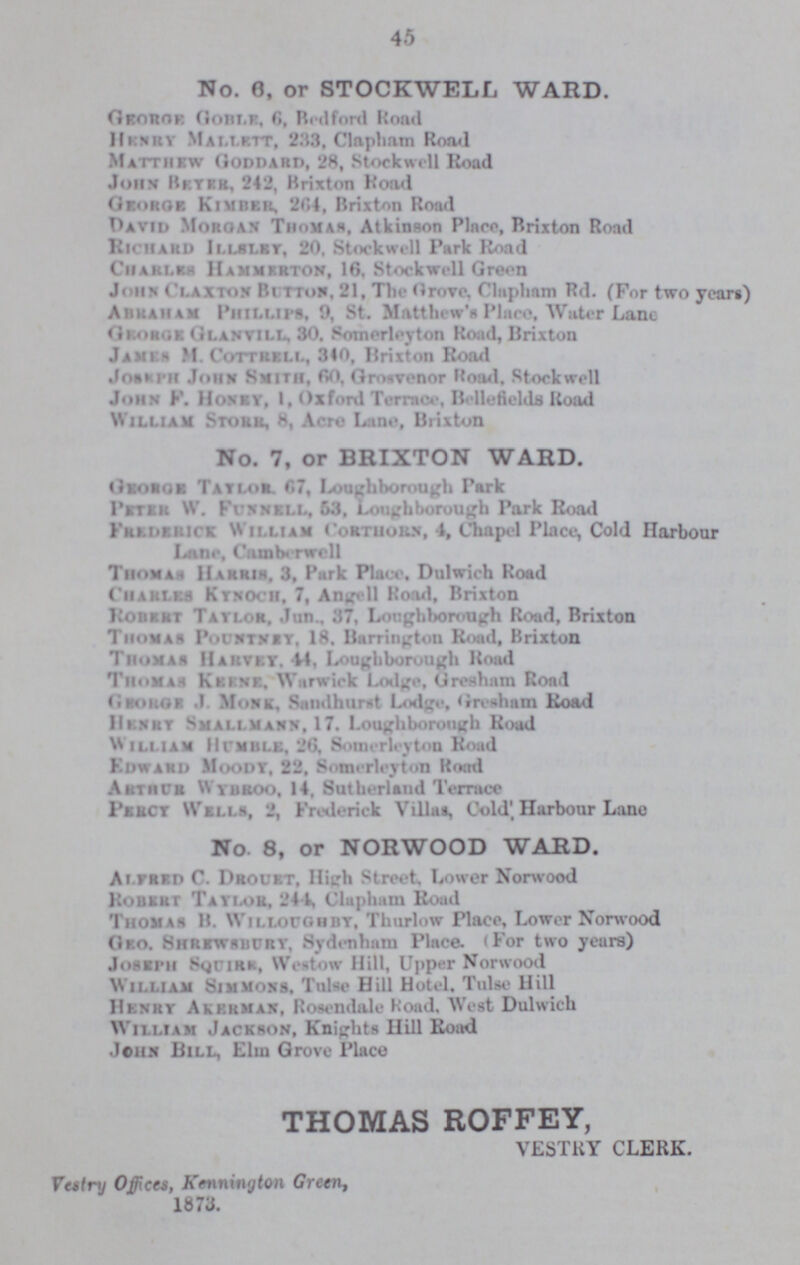 45
No. 6, or STOCKWELL WARD.
GEORGE GOBLE, 6, Bedford Road
HENRY MALLETT, 233, Clapham Road
MATTHEW GODDARD, 28, Stockwell Road
JOHN BEYER, 242, Brixton Road
GEORGE KIMBER, 264, Brixton Road
DAVID MORGAN THOMAS, Atkinson Place, Brixton Road
RICHARD ILLSLEY, 20, Stockwell Park Road
CHARLES HAMMERTON, 16, Stockwell Green
JOHN CLAXTON BUTTON, 21, The Grove, Clapham Rd. (For two years)
ABRAHAM PHILLIPS, 9, St. Matthew's Place, Water Lane
GEORGE GLANVILL, 30, Somerleyton Road, Brixton
JAMES M. COTTRELL, 340, Brixton Road
JOSEPH JOHN SMITH, 60, Grosvenor Road, Stockwell
JOHN F. HONEY, 1, Oxford Terrace, Bellefields Road
WILLIAM STORR, 8, Acre Lane, Brixton
No. 7, or BRIXTON WARD.
GEORGE TAYLOR. 67, Loughborough Park
PETER W. FUNNELL, 53, Loughborough Park Road
FREDERICK WILLIAM CORTHORN, 4, Chapel Place, Cold Harbour
Lane, Camberwell
THOMAS HARRIS, 3, Park Place, Dulwich Road
CHARLES KYNOCH, 7, Angell Road, Brixton
ROBERT TAYLOR, Jun., 37, Loughborough Road, Brixton
THOMAS POUNTNEY, 18, Barrington Road, Brixton
THOMAS HARVEY, 44, Loughborough Road
THOMAS KEENE, Warwick Lodge, Gresham Road
GEORGE J. MONK, Sandhurst Lodge, Gresham Road
HENRY SMALLMANN, 17, Loughborough Road
WILLIAM HUMBLE, 26, Somerleyton Road
EDWARD MOODY, 22, Somerleyton Road
ARTHUR WYBROO, 14, Sutherland Terrace
PERCY WELLS, 2, Frederick Villas, Cold Harbour Lane
No. 8, or NORWOOD WARD.
ALFRED C. DROUET, High Street, Lower Norwood
ROBERT TAYLOR, 244, Clapham Road
THOMAS B. WILLOUGHBY, Thurlow Place, Lower Norwood
GEO. SHREWSBURY, Sydenham Place. (For two years)
JOSEPH SQUIRE, Westow Hill, Upper Norwood
WILLIAM SIMMONS, Tulse Hill Hotel, Tulse Hill
HENRY AKERMAN, Rosendale Road, West Dulwich
WILLIAM JACKSON, Knights Hill Road
JOHN BILL, Elm Grove Place
THOMAS ROFFEY,
VESTRY CLERK.
Vestry Offices, Kennington Green,
1873.